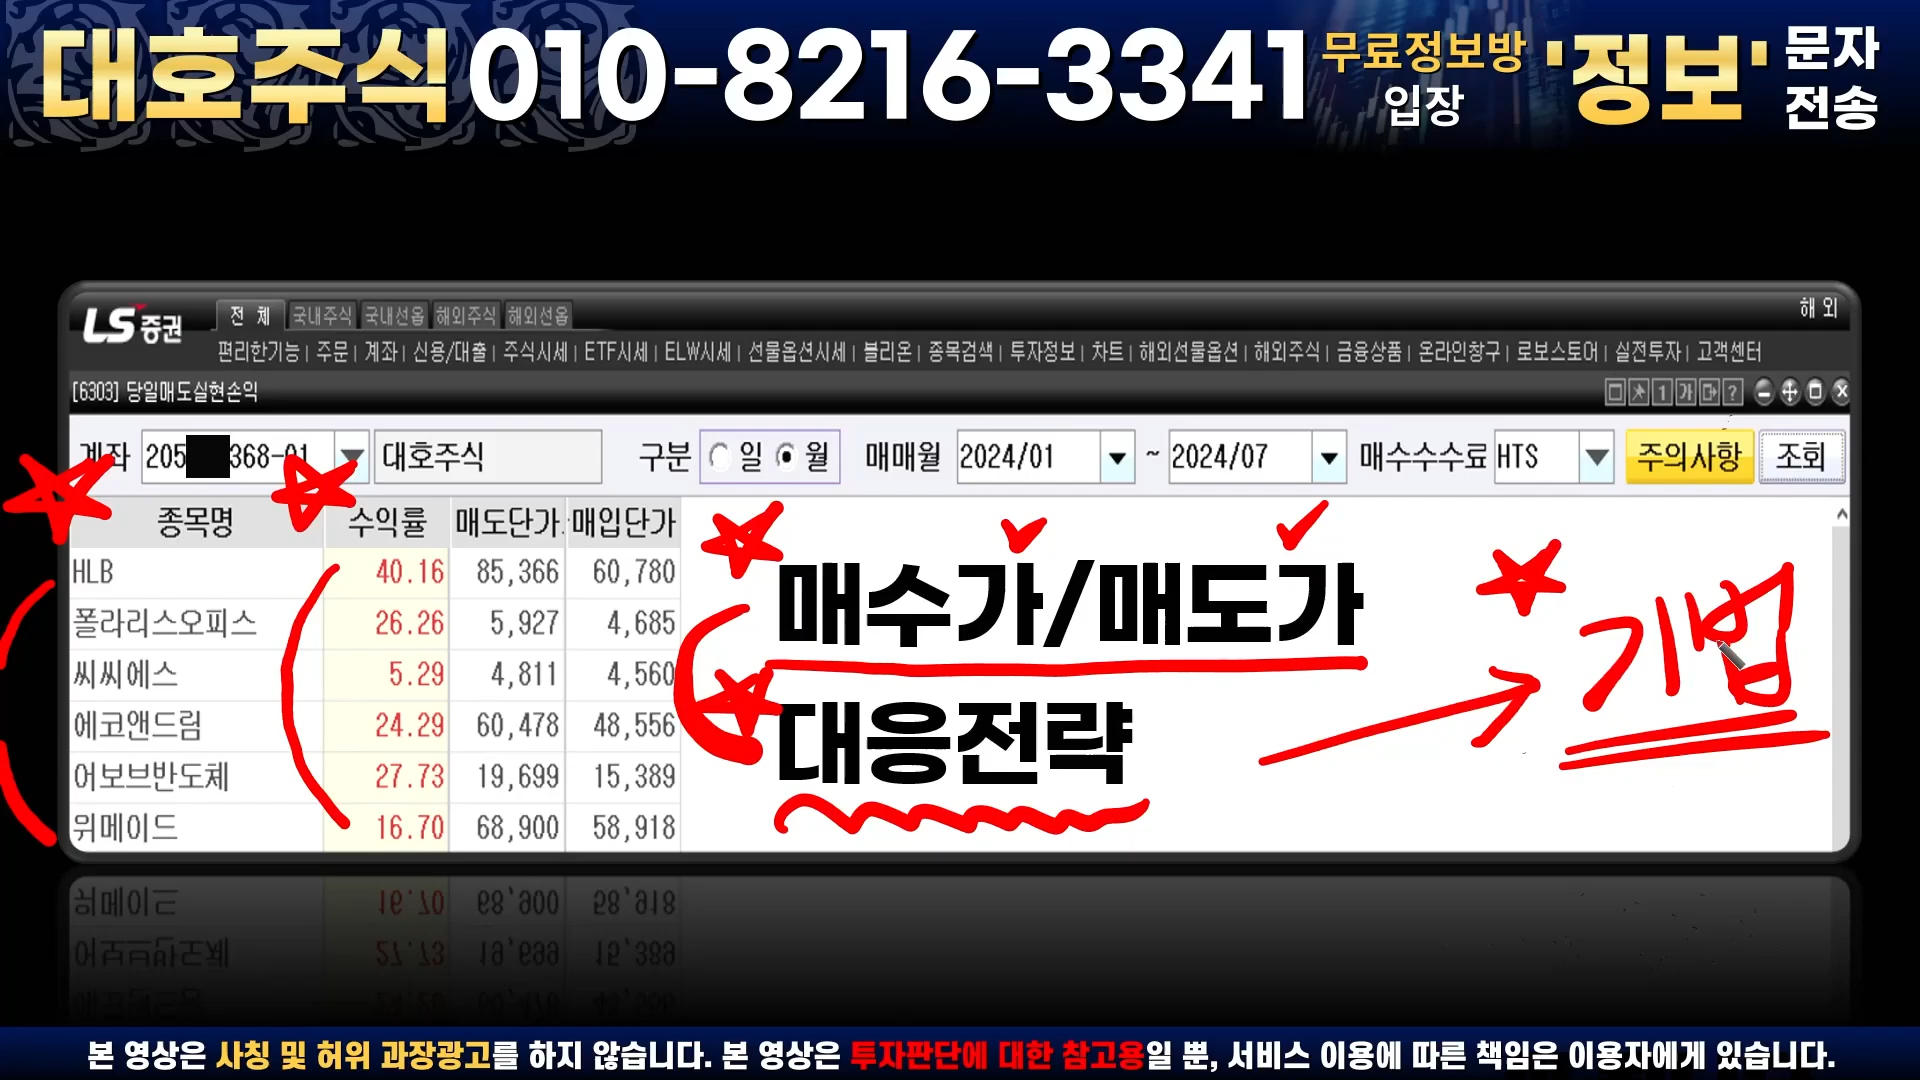 대호주식 010-8216-3341 무료정보방 입장 '정보' 문자 전송
LS증권 전 체 국내주식 국내선옵 해외주식 해외선옵 해외
편리한기능 주문 계좌 신용/대출 주식시세 ETF시세 ELW시세 선물옵션시세 블리온 종목검색 투자정보 차트 해외선물옵션 해외주식 금융상품 온라인창구 로보스토어 실전투자 고객센터
[6303] 당일매도실현손익
계좌 205 368-01 대호주식 구분 일 월 매매월 2024/01 ~ 2024/07 매수수수료 HTS 주의사항 조회
종목명 수익률 매도단가 매입단가
HLB 40.16 85,366 60,780
폴라리스오피스 26.26 5,927 4,685
씨씨에스 5.29 4,811 4,560
에코앤드림 24.29 60,478 48,556
어보브반도체 27.73 19,699 15,389
위메이드 16.70 68,900 58,918
매수가/매도가
대응전략
기법
본 영상은 사칭 및 허위 과장광고를 하지 않습니다. 본 영상은 투자판단에 대한 참고용일 뿐, 서비스 이용에 따른 책임은 이용자에게 있습니다.